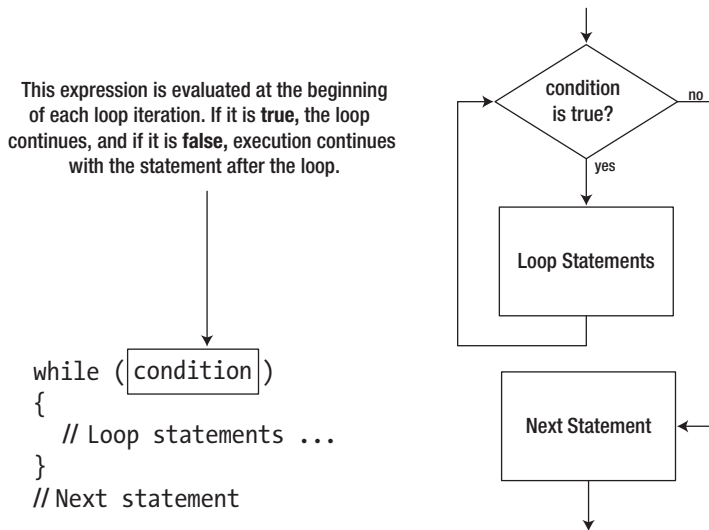 This expression is evaluated at the beginning
of each loop iteration. If it is true, the loop
continues, and if it is false, execution continues
with the statement after the loop.
while (condition)
{
// Loop statements ...
}
// Next statement
condition
is true?
no
yes
Loop Statements
Next Statement